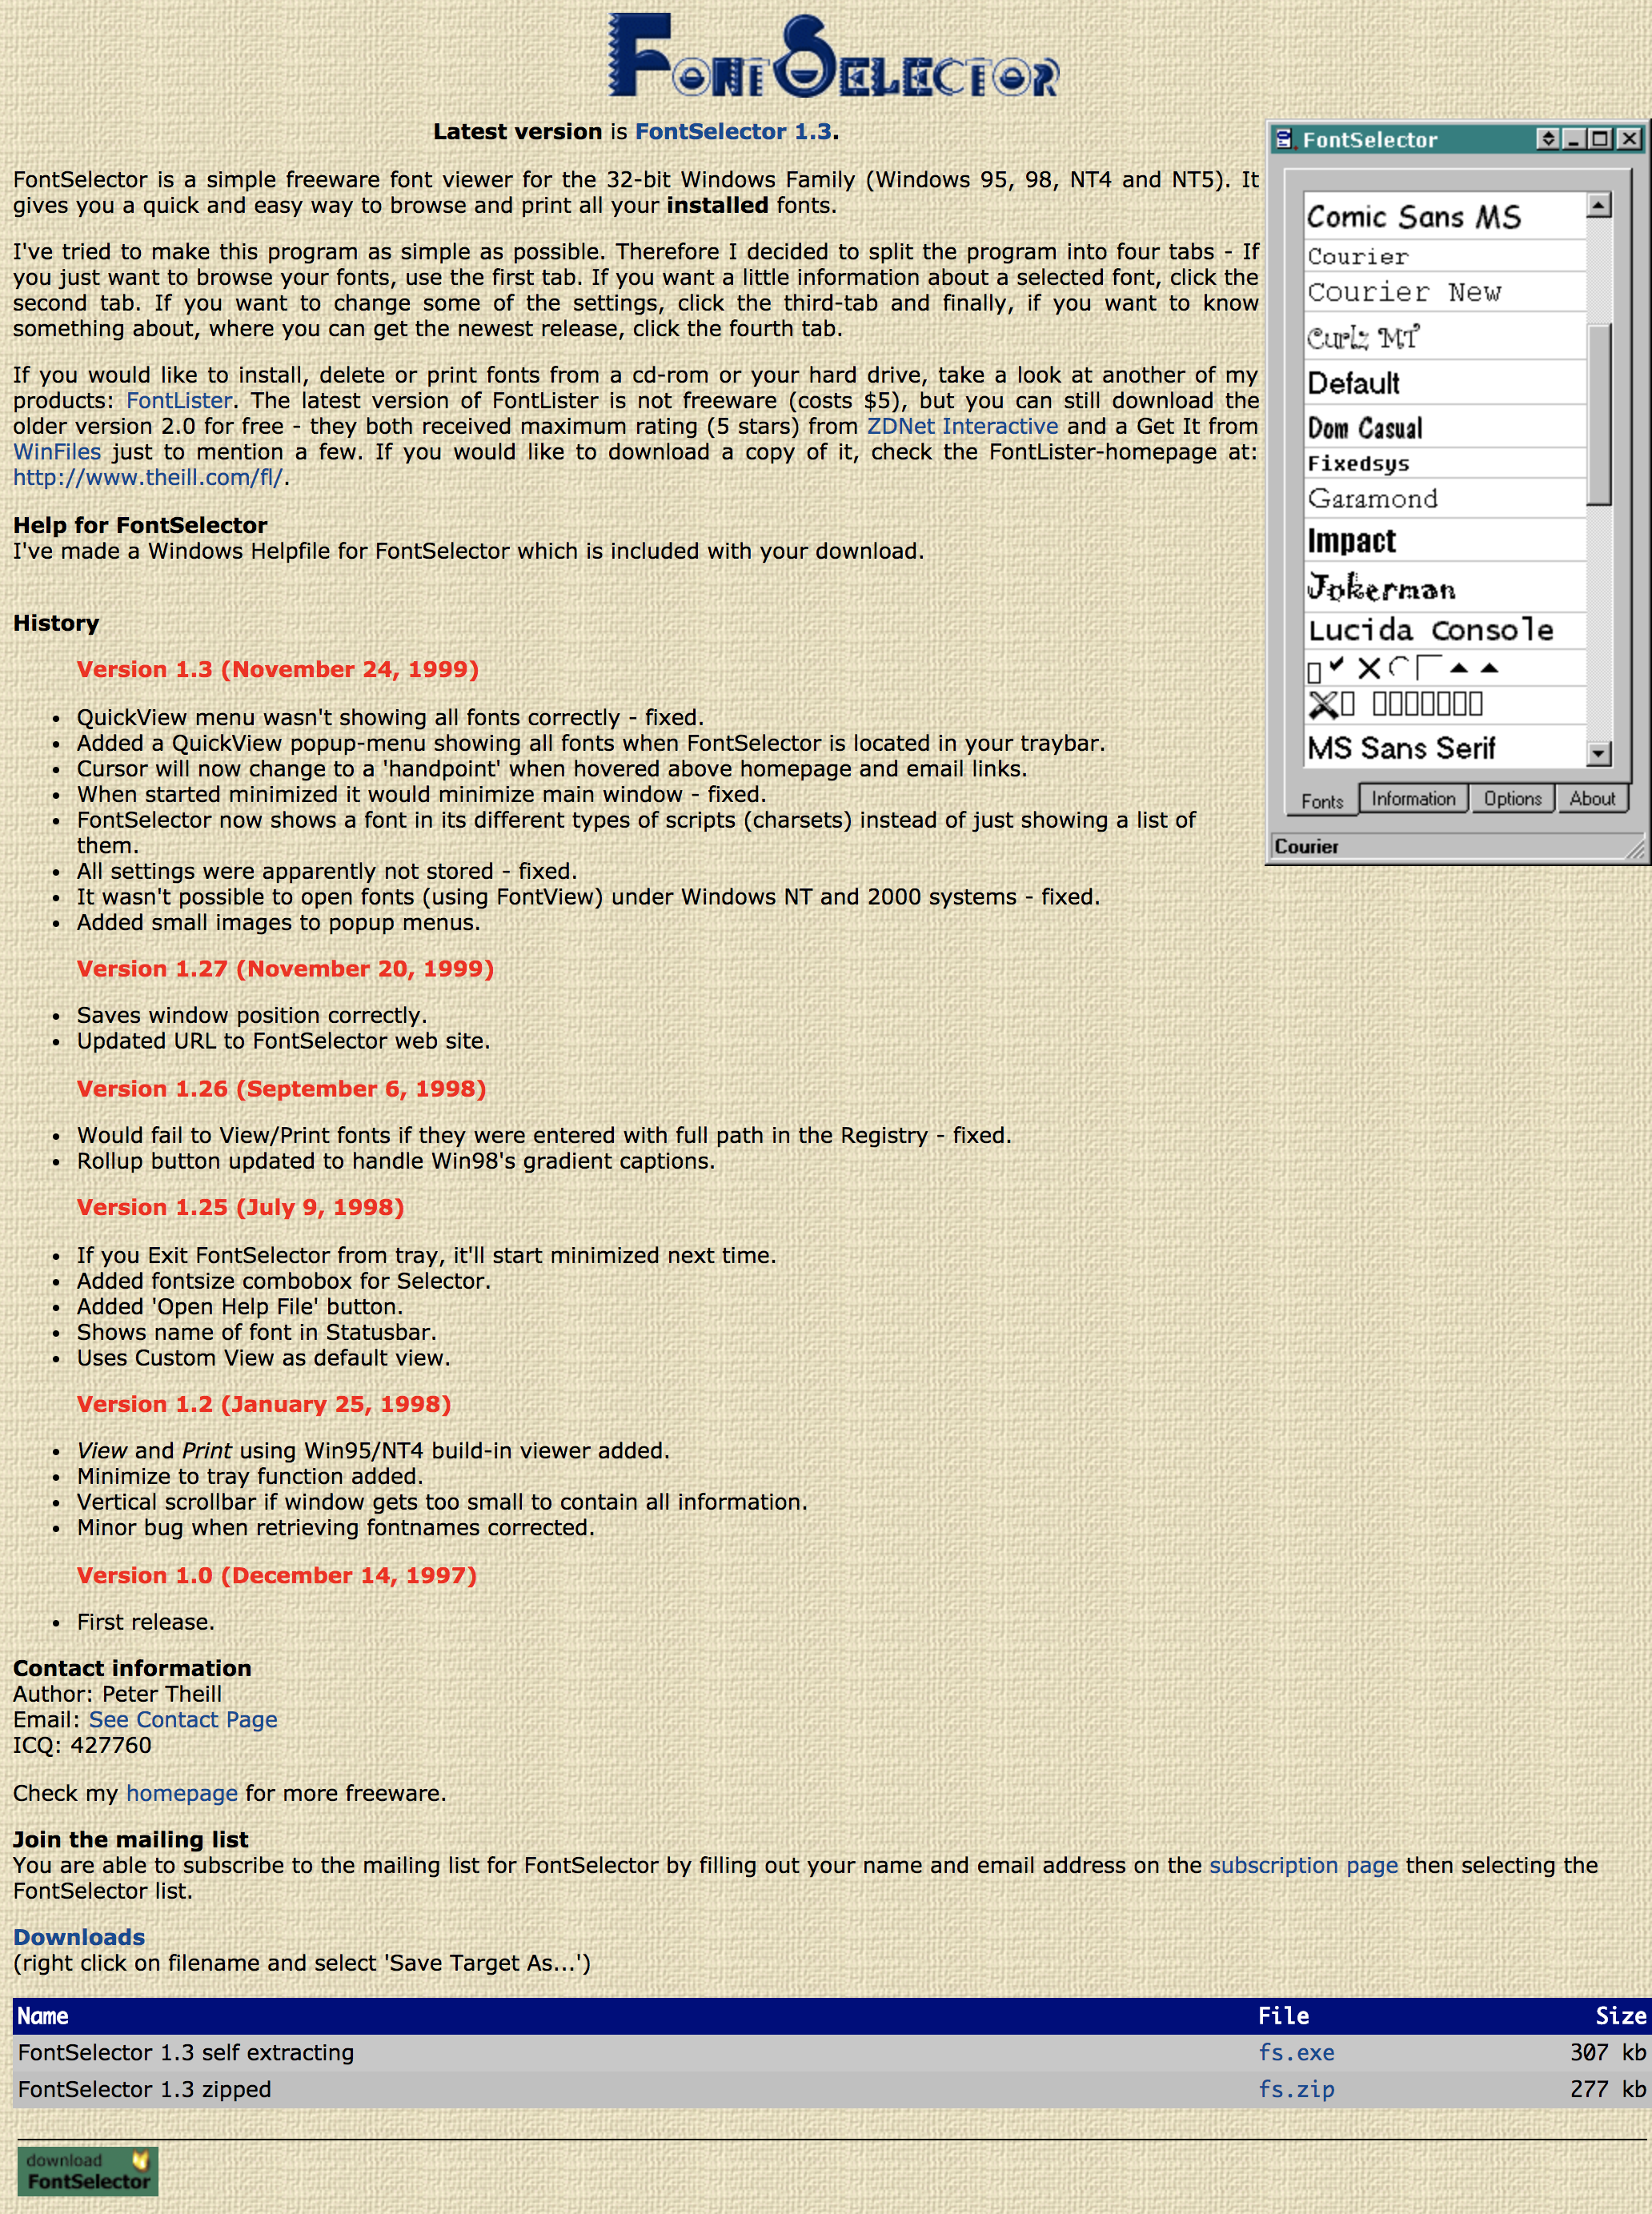 FontSelector
Latest version is FontSelector 1.3.
FontSelector is a simple freeware font viewer for the 32-bit Windows Family (Windows 95, 98, NT4 and NT5). It
gives you a quick and easy way to browse and print all your installed fonts.
I've tried to make this program as simple as possible. Therefore I decided to split the program into four tabs - If
you just want to browse your fonts, use the first tab. If you want a little information about a selected font, click the
second tab. If you want to change some of the settings, click the third-tab and finally, if you want to know
something about, where you can get the newest release, click the fourth tab.
If you would like to install, delete or print fonts from a cd-rom or your hard drive, take a look at another of my
products: FontLister. The latest version of FontLister is not freeware (costs $5), but you can still download the
older version 2.0 for free - they both received maximum rating (5 stars) from ZDNet Interactive and a Get It from
WinFiles just to mention a few. If you would like to download a copy of it, check the FontLister-homepage at:
http://www.theill.com/fl/.
Help for FontSelector
I've made a Windows Helpfile for FontSelector which is included with your download.
FontSelector
Comic Sans MS
Courier
Courier New
Curlz MT
Default
Dom Casual
Fixedsys
Garamond
Impact
Jokerman
Lucida Console
MS Sans Serif
Fonts Information Options About
Courier
History
Version 1.3 (November 24, 1999)
• QuickView menu wasn't showing all fonts correctly - fixed.
• Added a QuickView popup-menu showing all fonts when FontSelector is located in your traybar.
• Cursor will now change to a 'handpoint' when hovered above homepage and email links.
• When started minimized it would minimize main window - fixed.
• FontSelector now shows a font in its different types of scripts (charsets) instead of just showing a list of
them.
• All settings were apparently not stored - fixed.
• It wasn't possible to open fonts (using FontView) under Windows NT and 2000 systems - fixed.
• Added small images to popup menus.
Version 1.27 (November 20, 1999)
• Saves window position correctly.
• Updated URL to FontSelector web site.
Version 1.26 (September 6, 1998)
• Would fail to View/Print fonts if they were entered with full path in the Registry - fixed.
• Rollup button updated to handle Win98's gradient captions.
Version 1.25 (July 9, 1998)
• If you Exit FontSelector from tray, it'll start minimized next time.
• Added fontsize combobox for Selector.
• Added 'Open Help File' button.
• Shows name of font in Statusbar.
• Uses Custom View as default view.
Version 1.2 (January 25, 1998)
• View and Print using Win95/NT4 build-in viewer added.
• Minimize to tray function added.
• Vertical scrollbar if window gets too small to contain all information.
• Minor bug when retrieving fontnames corrected.
Version 1.0 (December 14, 1997)
• First release.
Contact information
Author: Peter Theill
Email: See Contact Page
ICQ: 427760
Check my homepage for more freeware.
Join the mailing list
You are able to subscribe to the mailing list for FontSelector by filling out your name and email address on the subscription page then selecting the
FontSelector list.
Downloads
(right click on filename and select 'Save Target As...')
Name File Size
FontSelector 1.3 self extracting fs.exe 307 kb
FontSelector 1.3 zipped fs.zip 277 kb
download
FontSelector